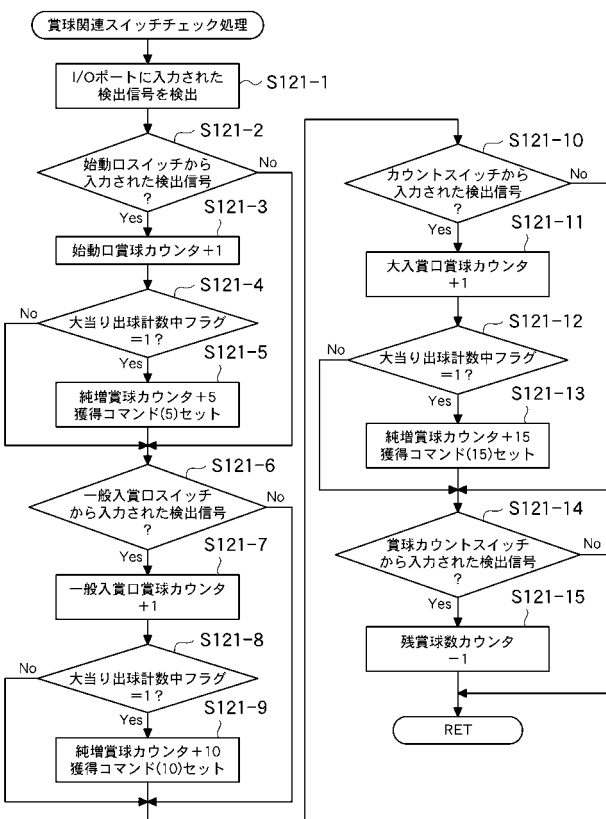 賞球関連スイッチチェック処理
I/Oポートに入力された
検出信号を検出
S121-1
S121-2
始動口スイッチから
入力された検出信号
?
No
Yes
S121-3
始動口賞球カウンタ+1
S121-4
No
大当り出球計数中フラグ
=1?
Yes
S121-5
純増賞球カウンタ+5
獲得コマンド(5)セット
S121-6
一般入賞口スイッチ
から入力された検出信号
?
No
Yes
S121-7
一般入賞口賞球カウンタ
+1
S121-8
No
大当り出球計数中フラグ
=1?
Yes
S121-9
純増賞球カウンタ+10
獲得コマンド(10)セット
S121-10
カウントスイッチから
入力された検出信号
?
No
Yes
S121-11
大入賞口賞球カウンタ
+1
S121-12
No
大当り出球計数中フラグ
=1?
Yes
S121-13
純増賞球カウンタ+15
獲得コマンド(15)セット
S121-14
賞球カウントスイッチ
から入力された検出信号
?
No
Yes
S121-15
残賞球数カウンタ
-1
RET